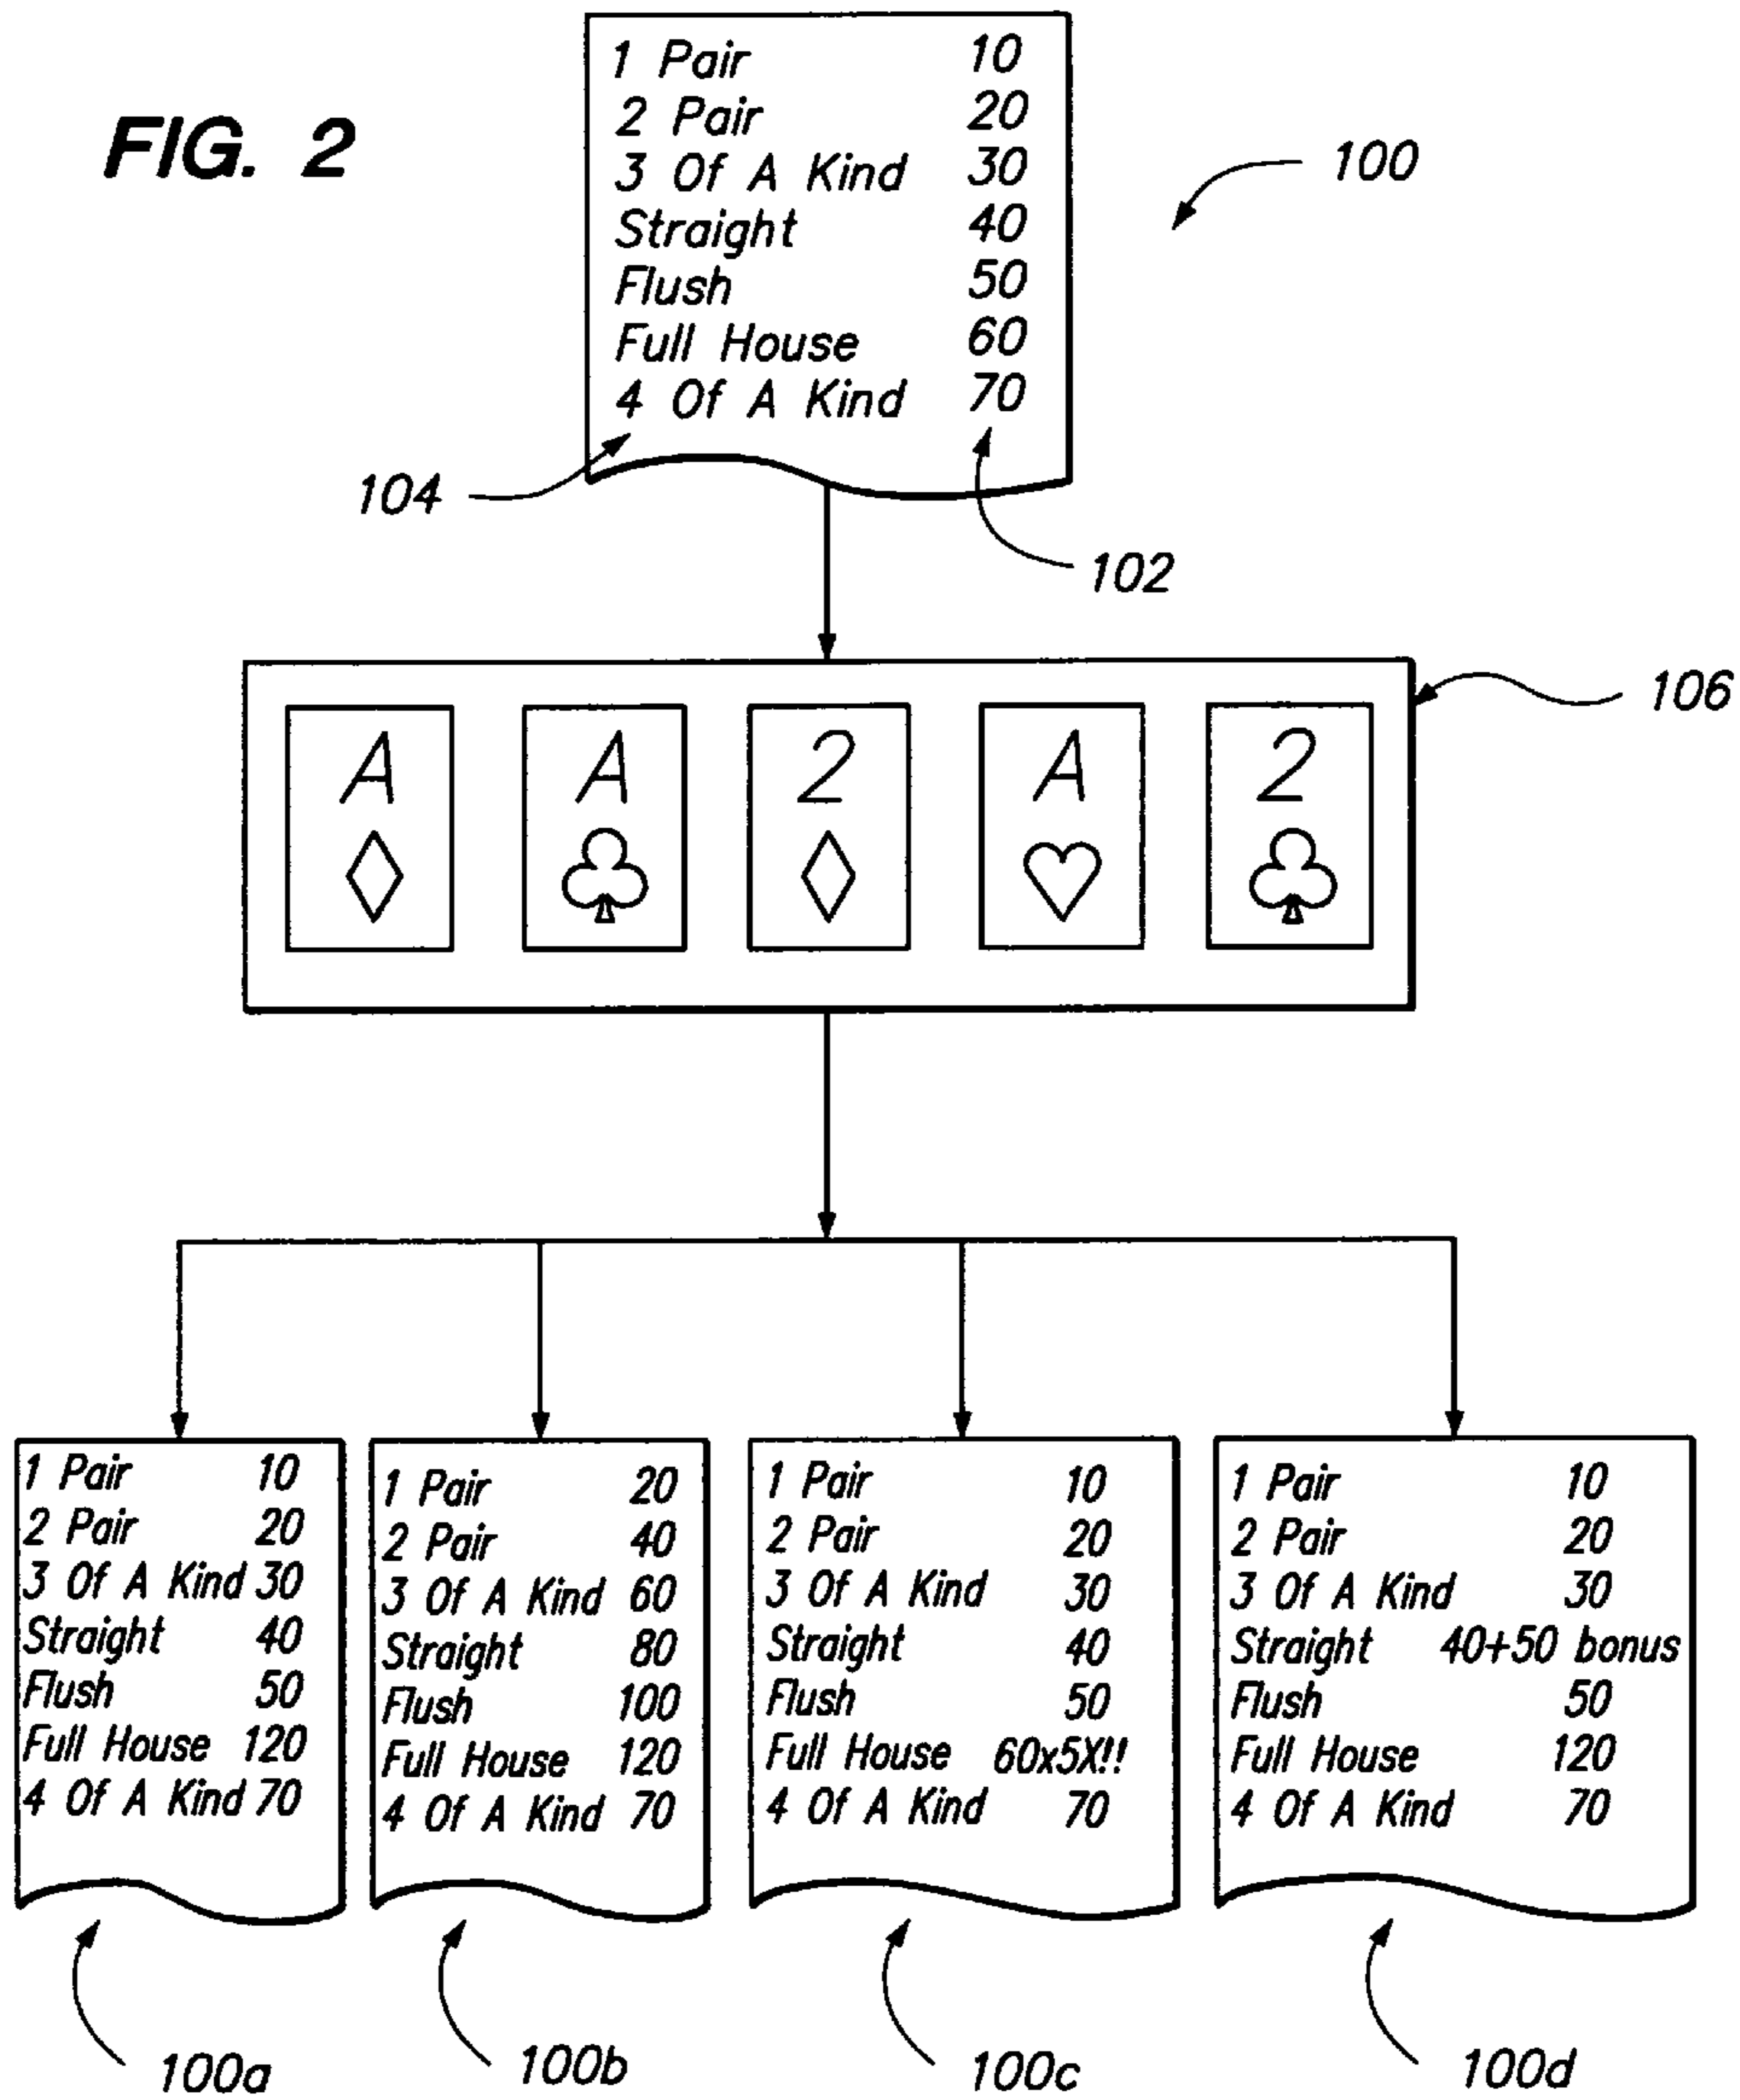 FIG. 2
1 Pair 10
2 Pair 20
3 Of A Kind 30
Straight 40
Flush 50
Full House 60
4 Of A Kind 70
100
104
102
106
A
A
2
A
2
1 Pair 10
2 Pair 20
3 Of A Kind 30
Straight 40
Flush 50
Full House 120
4 Of A Kind 70
1 Pair 20
2 Pair 40
3 Of A Kind 60
Straight 80
Flush 100
Full House 120
4 Of A Kind 70
1 Pair 10
2 Pair 20
3 Of A Kind 30
Straight 40
Flush 50
Full House 60x5X!!
4 Of A Kind 70
1 Pair 10
2 Pair 20
3 Of A Kind 30
Straight 40+50 bonus
Flush 50
Full House 120
4 Of A Kind 70
100a
100b
100c
100d